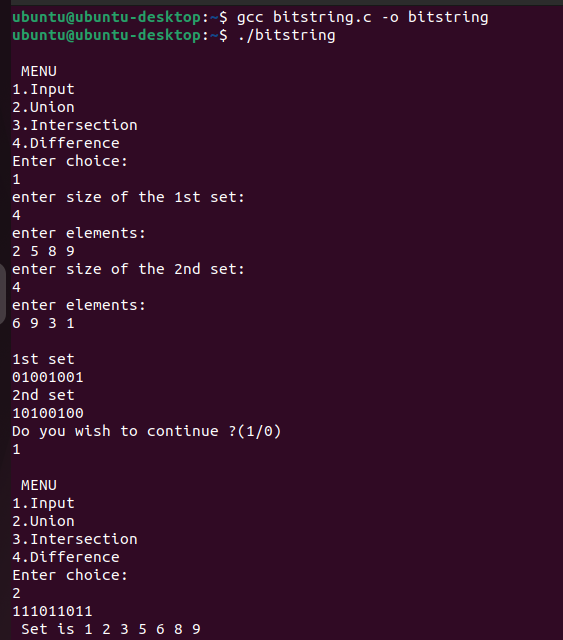 ubuntu@ubuntu-desktop:~$ gcc bitstring.c -o bitstring
ubuntu@ubuntu-desktop:~$ ./bitstring
 MENU
1.Input
2.Union
3.Intersection
4.Difference
Enter choice:
1
enter size of the 1st set:
4
enter elements:
2 5 8 9
enter size of the 2nd set:
4
enter elements:
6 9 3 1
1st set
01001001
2nd set
10100100
Do you wish to continue ?(1/0)
1
 MENU
1.Input
2.Union
3.Intersection
4.Difference
Enter choice:
2
111011011
 Set is 1 2 3 5 6 8 9